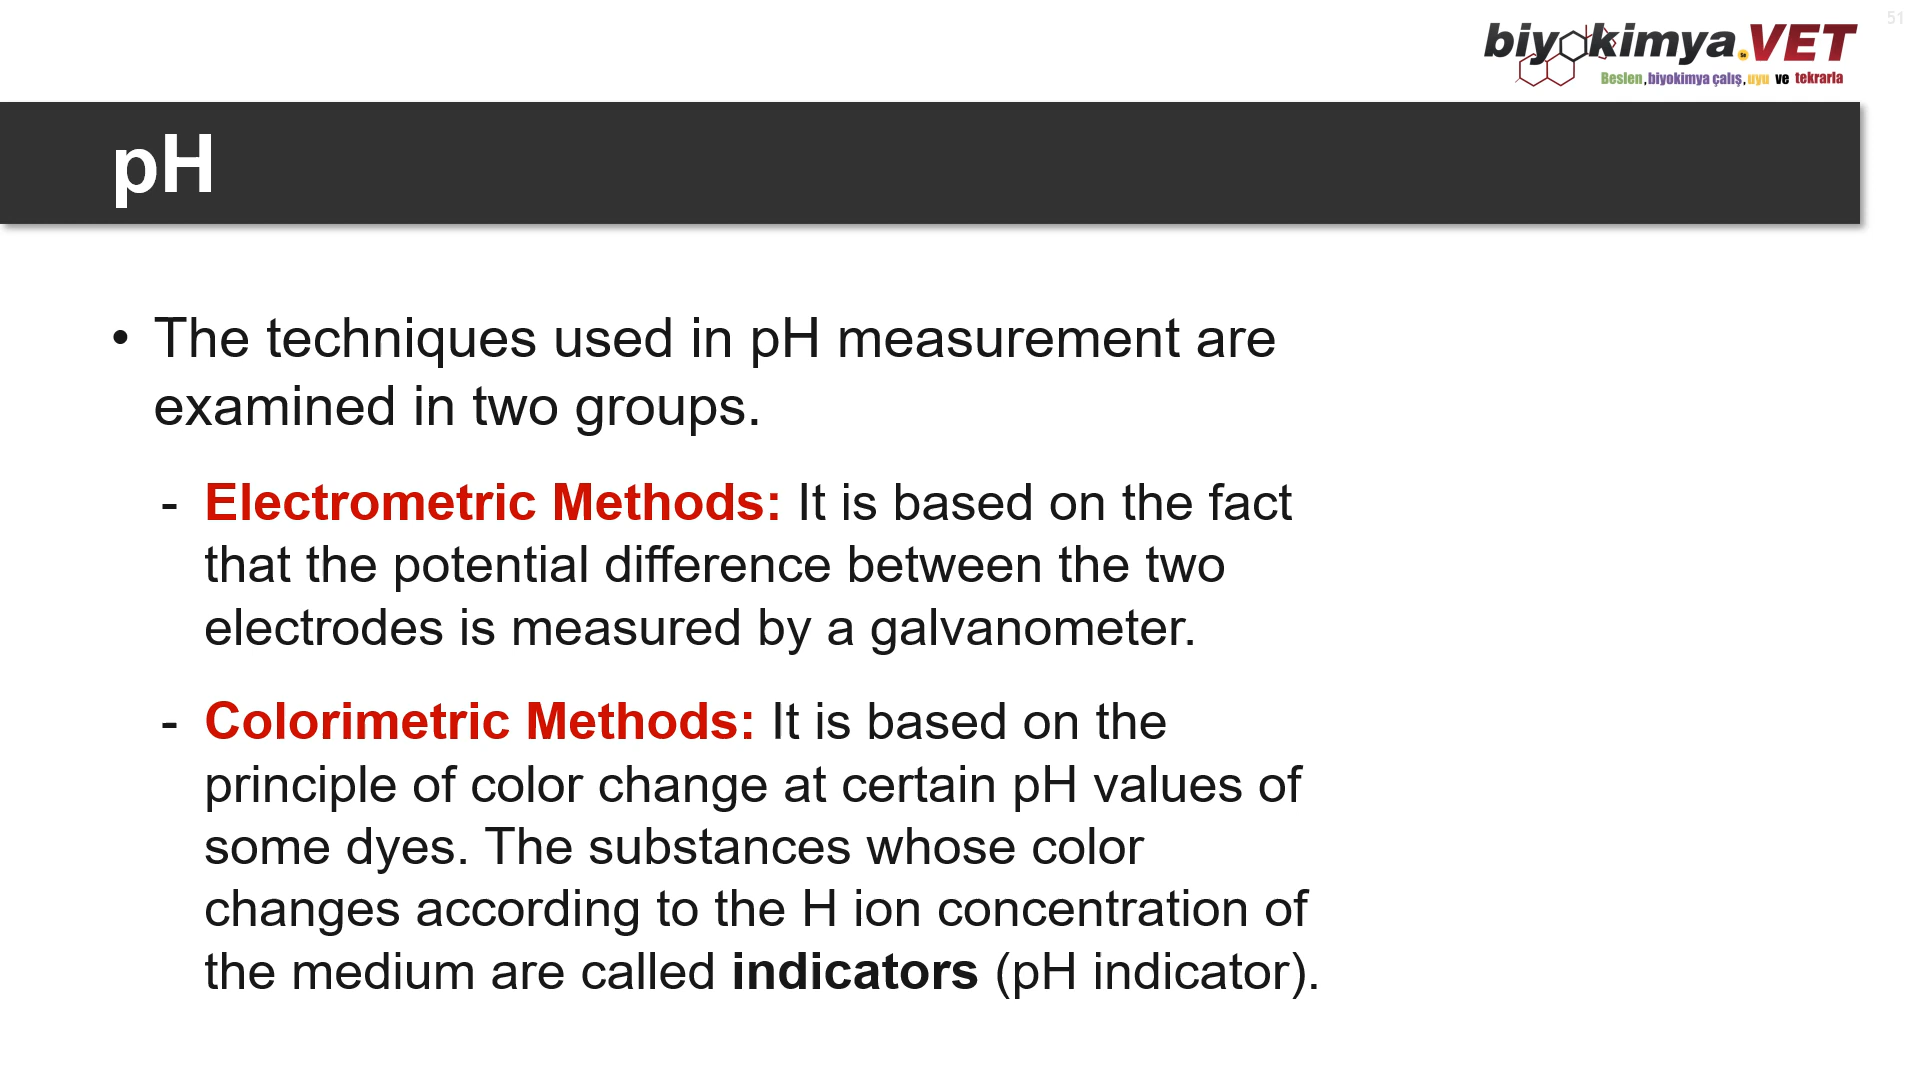 51
biyokimya.VET
Beslen, biyokimya çalış, uyu ve tekrarla
pH
• The techniques used in pH measurement are
examined in two groups.
- Electrometric Methods: It is based on the fact
that the potential difference between the two
electrodes is measured by a galvanometer.
- Colorimetric Methods: It is based on the
principle of color change at certain pH values of
some dyes. The substances whose color
changes according to the H ion concentration of
the medium are called indicators (pH indicator).